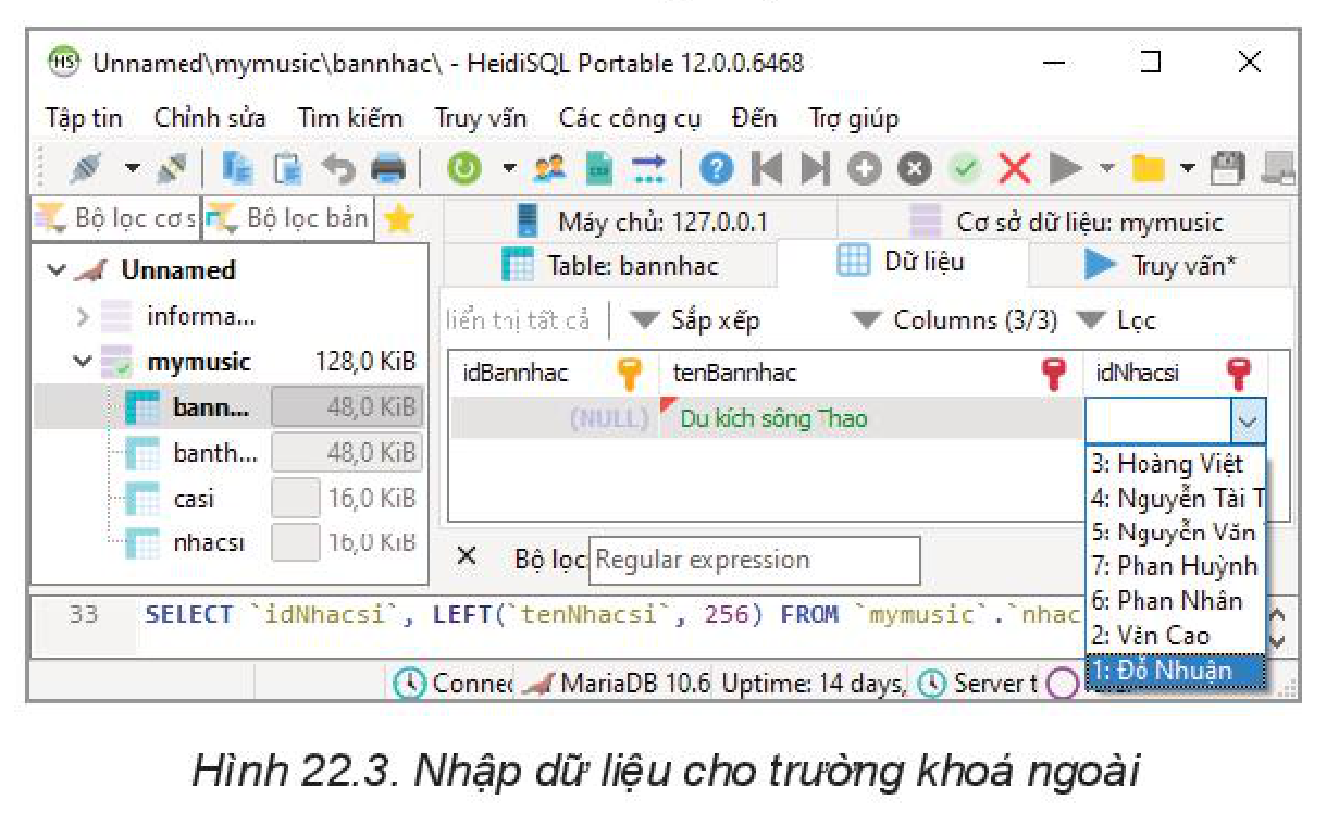 Unnamed\mymusic\bannhac\ - HeidiSQL Portable 12.0.0.6468
Tập tin Chỉnh sửa Tìm kiếm Truy vấn Các công cụ Đến Trợ giúp
Bộ lọc cơ s Bộ lọc bản
Máy chủ: 127.0.0.1 Cơ sở dữ liệu: mymusic
Table: bannhac Dữ liệu Truy vấn*
Unnamed
informa...
mymusic 128,0 KiB
bann... 48,0 KiB
banth... 48,0 KiB
casi 16,0 KiB
nhacsi 16,0 KiB
hiển thị tất cả Sắp xếp Columns (3/3) Lọc
idBannhac tenBannhac idNhacsi
(NULL) Du kích sông Thao
3: Hoàng Việt
4: Nguyễn Tài T
5: Nguyễn Văn
7: Phan Huỳnh
6: Phan Nhân
2: Văn Cao
1: Đỗ Nhuận
Bộ lọc Regular expression
33 SELECT `idNhacsi`, LEFT(`tenNhacsi`, 256) FROM `mymusic`.`nhac
Connec MariaDB 10.6 Uptime: 14 days, Server t
Hình 22.3. Nhập dữ liệu cho trường khoá ngoài